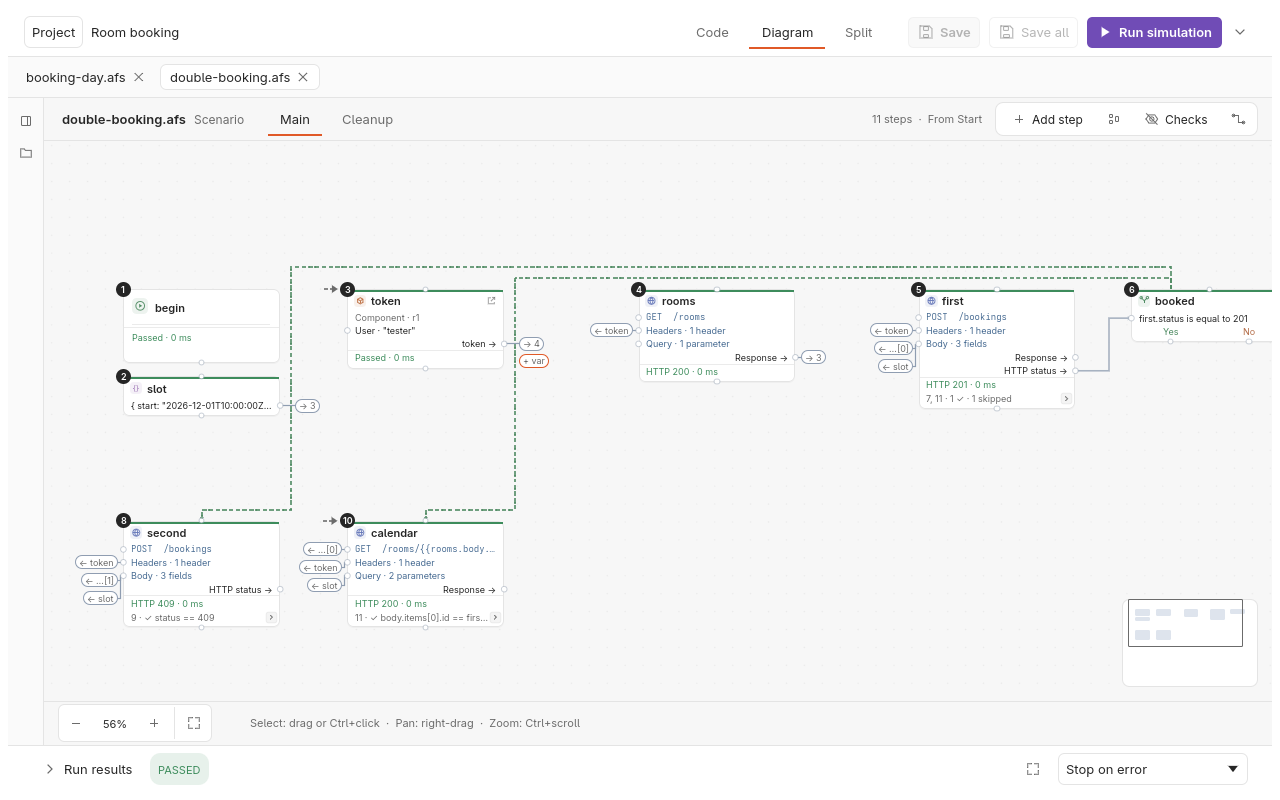 Project Room booking Code Diagram Split Save Save all Run simulation
booking-day.afs double-booking.afs
double-booking.afs Scenario Main Cleanup 11 steps · From Start Add step Checks
1 begin
Passed · 0 ms
2 slot
{ start: "2026-12-01T10:00:00Z...
→ 3
3 token
Component · r1
User · "tester"
token →
→ 4
+ var
Passed · 0 ms
4 rooms
GET /rooms
← token
Headers · 1 header
Query · 1 parameter
Response →
→ 3
HTTP 200 · 0 ms
5 first
POST /bookings
← token
Headers · 1 header
← ...[0]
Body · 3 fields
← slot
Response →
HTTP status →
HTTP 201 · 0 ms
7, 11 · 1 ✓ · 1 skipped
6 booked
first.status is equal to 201
Yes No
8 second
POST /bookings
← token
Headers · 1 header
← ...[1]
Body · 3 fields
← slot
HTTP status →
HTTP 409 · 0 ms
9 · ✓ status == 409
10 calendar
← ...[0]
GET /rooms/{{rooms.body...
← token
Headers · 1 header
← slot
Query · 2 parameters
Response →
HTTP 200 · 0 ms
11 · ✓ body.items[0].id == firs...
56% Select: drag or Ctrl+click · Pan: right-drag · Zoom: Ctrl+scroll
Run results PASSED Stop on error